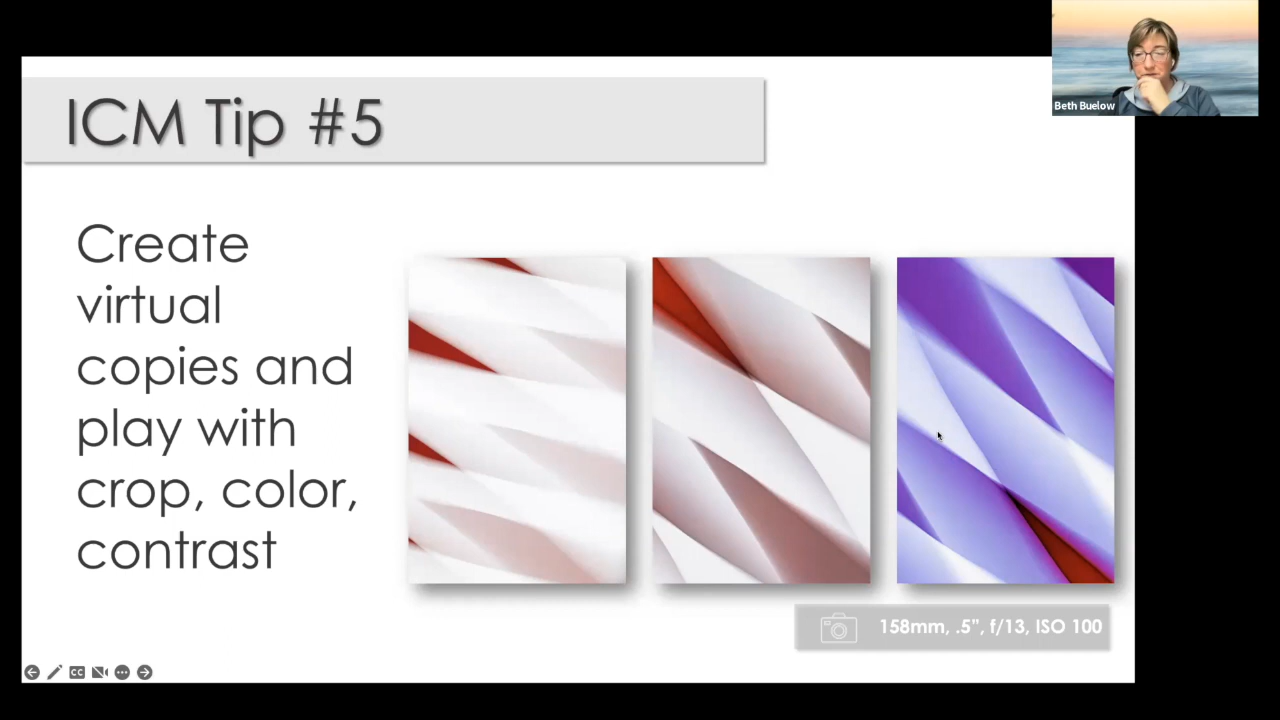 Beth Buelow
ICM Tip #5
Create
virtual
copies and
play with
crop, color,
contrast
158mm, .5", f/13, ISO 100
CC